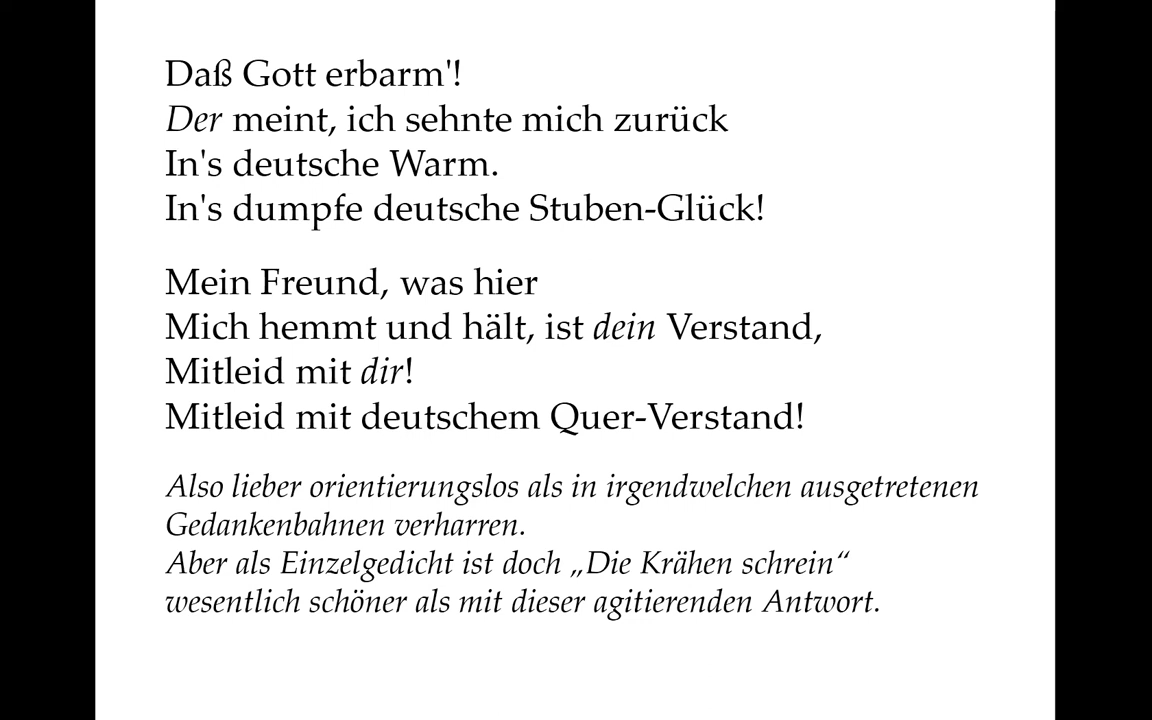 Daß Gott erbarm'!
Der meint, ich sehnte mich zurück
In's deutsche Warm.
In's dumpfe deutsche Stuben-Glück!
Mein Freund, was hier
Mich hemmt und hält, ist dein Verstand,
Mitleid mit dir!
Mitleid mit deutschem Quer-Verstand!
Also lieber orientierungslos als in irgendwelchen ausgetretenen
Gedankenbahnen verharren.
Aber als Einzelgedicht ist doch „Die Krähen schrein“
wesentlich schöner als mit dieser agitierenden Antwort.